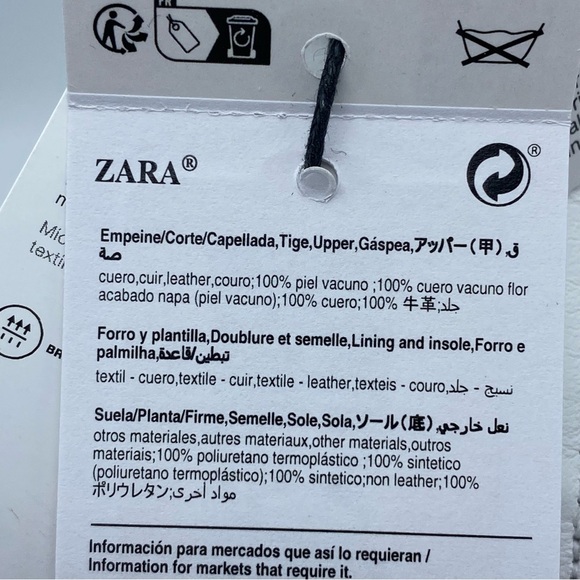 FR
ZARA®
®
Empeine/Corte/Capellada,Tige,Upper,Gáspea,アッパー(甲),ق
صة
cuero,cuir,leather,couro;100% piel vacuno ;100% cuero vacuno flor
acabado napa (piel vacuno);100% cuero;100% 牛革;جلد
Forro y plantilla,Doublure et semelle,Lining and insole,Forro e
palmilha,تبطين/قاعدة
textil - cuero,textile - cuir,textile - leather,texteis - couro,نسيج - جلد
Suela/Planta/Firme,Semelle,Sole,Sola,ソール(底),نعل خارجي
otros materiales,autres materiaux,other materials,outros
materiais;100% poliuretano termoplástico ;100% sintetico
(poliuretano termoplástico);100% sintetico;non leather;100%
ポリウレタン;مواد أخرى
Información para mercados que así lo requieran /
Information for markets that require it.